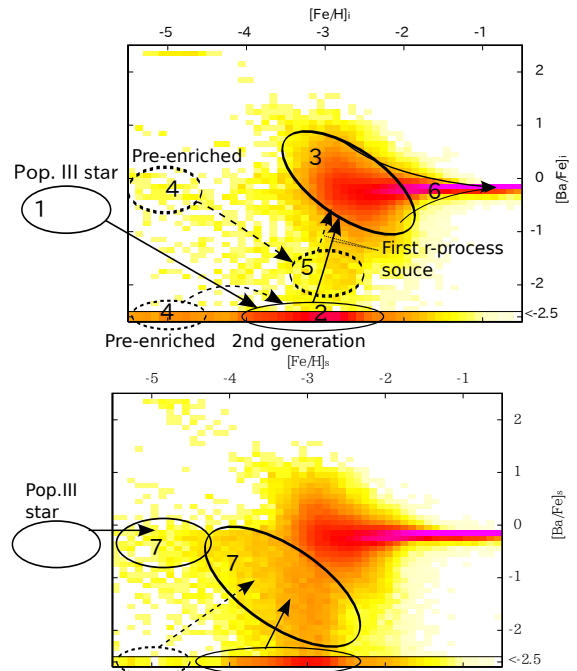 [Fe/H]i
-5 -4 -3 -2 -1
2
1
0
-1
-2
<-2.5
[Ba/Fe]i
Pre-enriched
Pop. III star
1
4
3
6
5
First r-process
souce
4
2
Pre-enriched 2nd generation
[Fe/H]s
-5 -4 -3 -2 -1
2
1
0
-1
-2
<-2.5
[Ba/Fe]s
Pop.III
star
7
7